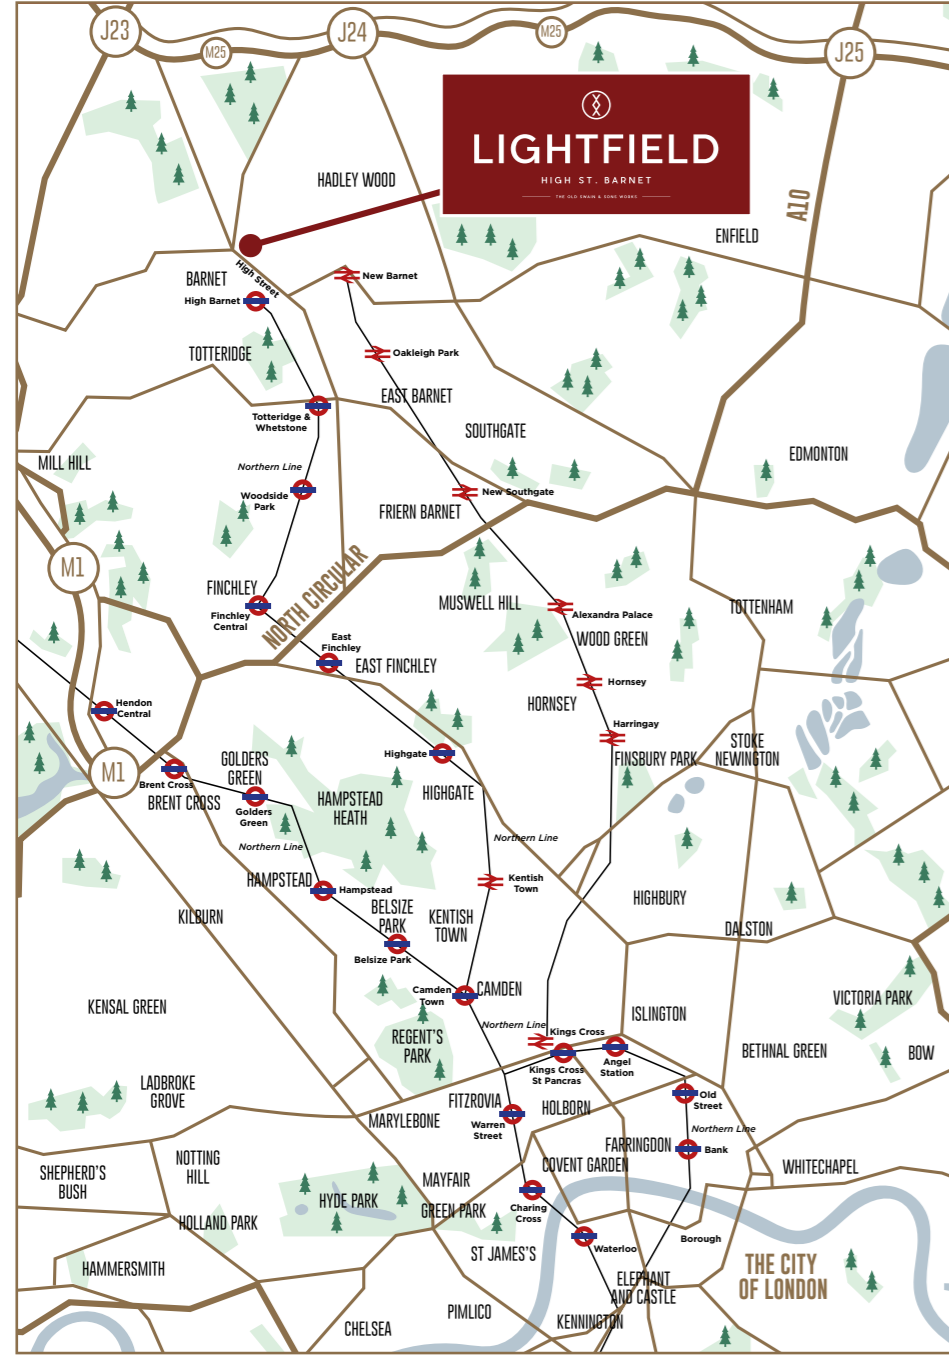 J23
M25
J24
M25
J25
LIGHTFIELD
HIGH ST. BARNET
THE OLD SWAIN & SONS WORKS
HADLEY WOOD
A10
ENFIELD
BARNET
High Street
New Barnet
High Barnet
TOTTERIDGE
Oakleigh Park
EAST BARNET
Totteridge &
Whetstone
SOUTHGATE
MILL HILL
EDMONTON
Northern Line
Woodside
Park
New Southgate
FRIERN BARNET
M1
NORTH CIRCULAR
FINCHLEY
Finchley
Central
MUSWELL HILL
Alexandra Palace
TOTTENHAM
East
Finchley
EAST FINCHLEY
WOOD GREEN
Hornsey
HORNSEY
Hendon
Central
Harringay
FINSBURY PARK
STOKE
NEWINGTON
M1
Brent Cross
BRENT CROSS
GOLDERS
GREEN
Golders
Green
Highgate
HIGHGATE
HAMPSTEAD
HEATH
Northern Line
Northern Line
HAMPSTEAD
Hampstead
Kentish
Town
HIGHBURY
KILBURN
BELSIZE
PARK
Belsize Park
KENTISH
TOWN
DALSTON
KENSAL GREEN
Camden
Town
CAMDEN
VICTORIA PARK
ISLINGTON
Northern Line
Kings Cross
REGENT'S
PARK
Kings Cross
St Pancras
Angel
Station
BETHNAL GREEN
BOW
LADBROKE
GROVE
FITZROVIA
HOLBORN
Old
Street
MARYLEBONE
Warren
Street
Northern Line
FARRINGDON
Bank
SHEPHERD'S
BUSH
NOTTING
HILL
COVENT GARDEN
WHITECHAPEL
MAYFAIR
HYDE PARK
GREEN PARK
Charing
Cross
HOLLAND PARK
ST JAMES'S
Waterloo
Borough
HAMMERSMITH
THE CITY
OF LONDON
ELEPHANT
AND CASTLE
PIMLICO
KENNINGTON
CHELSEA